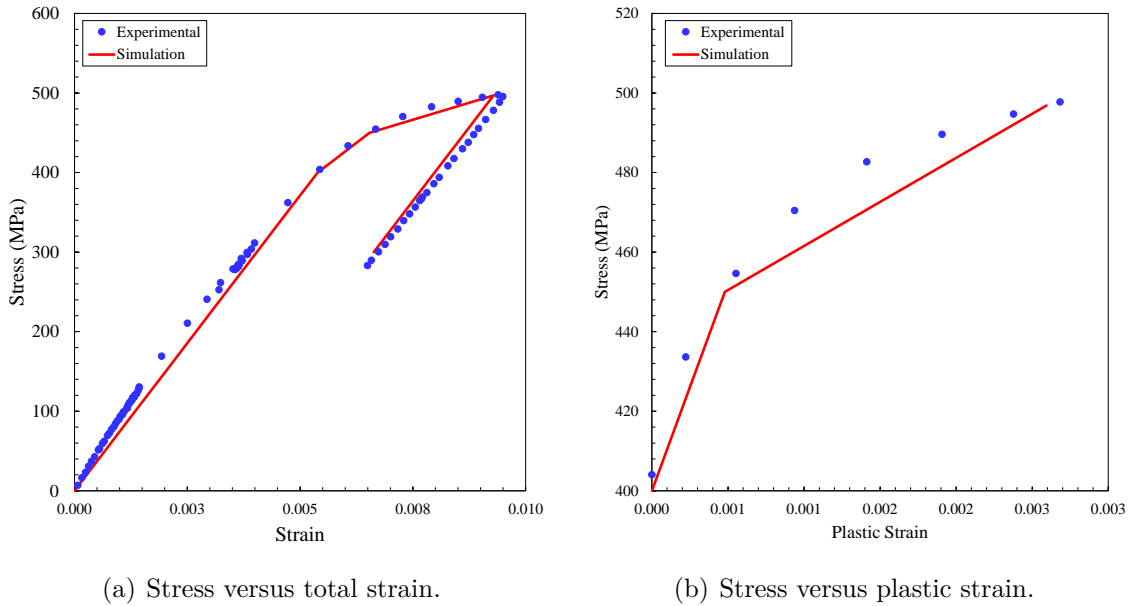 600
500
400
300
200
100
0
Stress (MPa)
Experimental
Simulation
0.000
0.003
0.005
0.008
0.010
Strain
(a) Stress versus total strain.
520
500
480
460
440
420
400
Stress (MPa)
Experimental
Simulation
0.000
0.001
0.001
0.002
0.002
0.003
0.003
Plastic Strain
(b) Stress versus plastic strain.